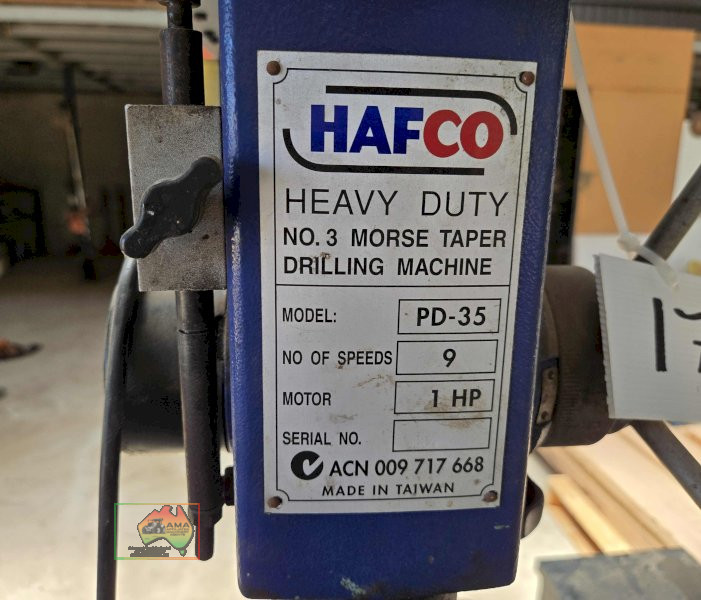 HAFCO
HEAVY DUTY
NO. 3 MORSE TAPER
DRILLING MACHINE
MODEL: PD-35
NO OF SPEEDS 9
MOTOR 1 HP
SERIAL NO.
ACN 009 717 668
MADE IN TAIWAN
AMA